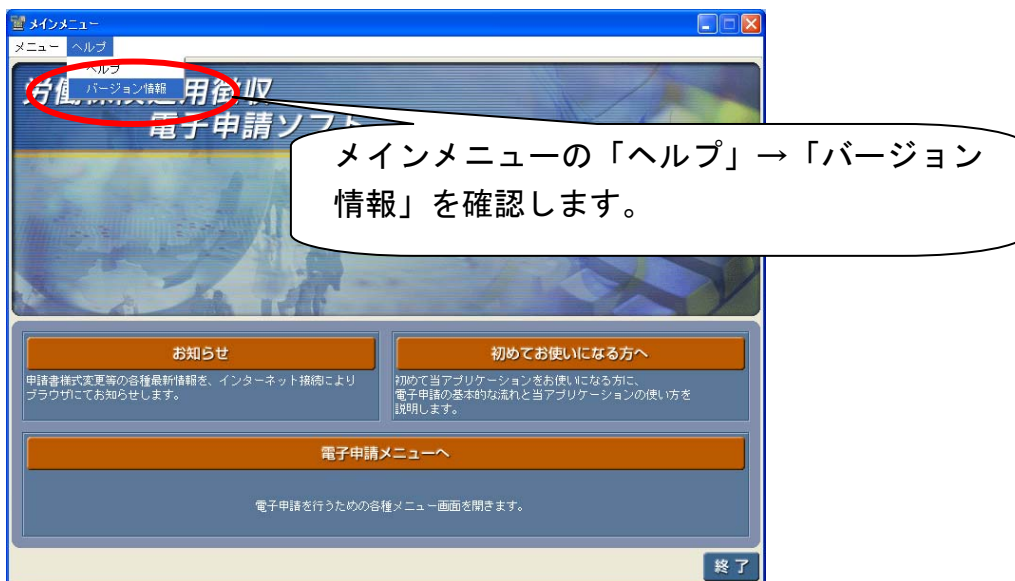 メインメニュー
メニュー ヘルプ
ヘルプ
バージョン情報
用徴収
電子申請ソフト
メインメニューの「ヘルプ」→「バージョン
情報」を確認します。
お知らせ
申請書様式変更等の各種最新情報を、インターネット接続により
ブラウザにてお知らせします。
初めてお使いになる方へ
初めて当アプリケーションをお使いになる方に、
電子申請の基本的な流れと当アプリケーションの使い方を
説明します。
電子申請メニューへ
電子申請を行うための各種メニュー画面を開きます。
終了